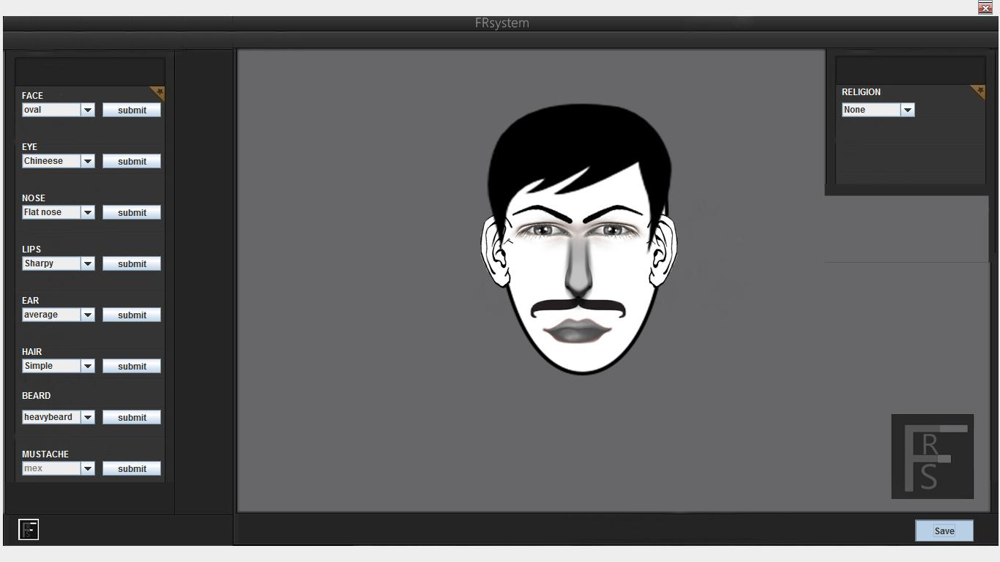 FRsystem
FACE
oval submit
EYE
Chineese submit
NOSE
Flat nose submit
LIPS
Sharpy submit
EAR
average submit
HAIR
Simple submit
BEARD
heavybeard submit
MUSTACHE
mex submit
RELIGION
None
F
R
S
FRS
Save